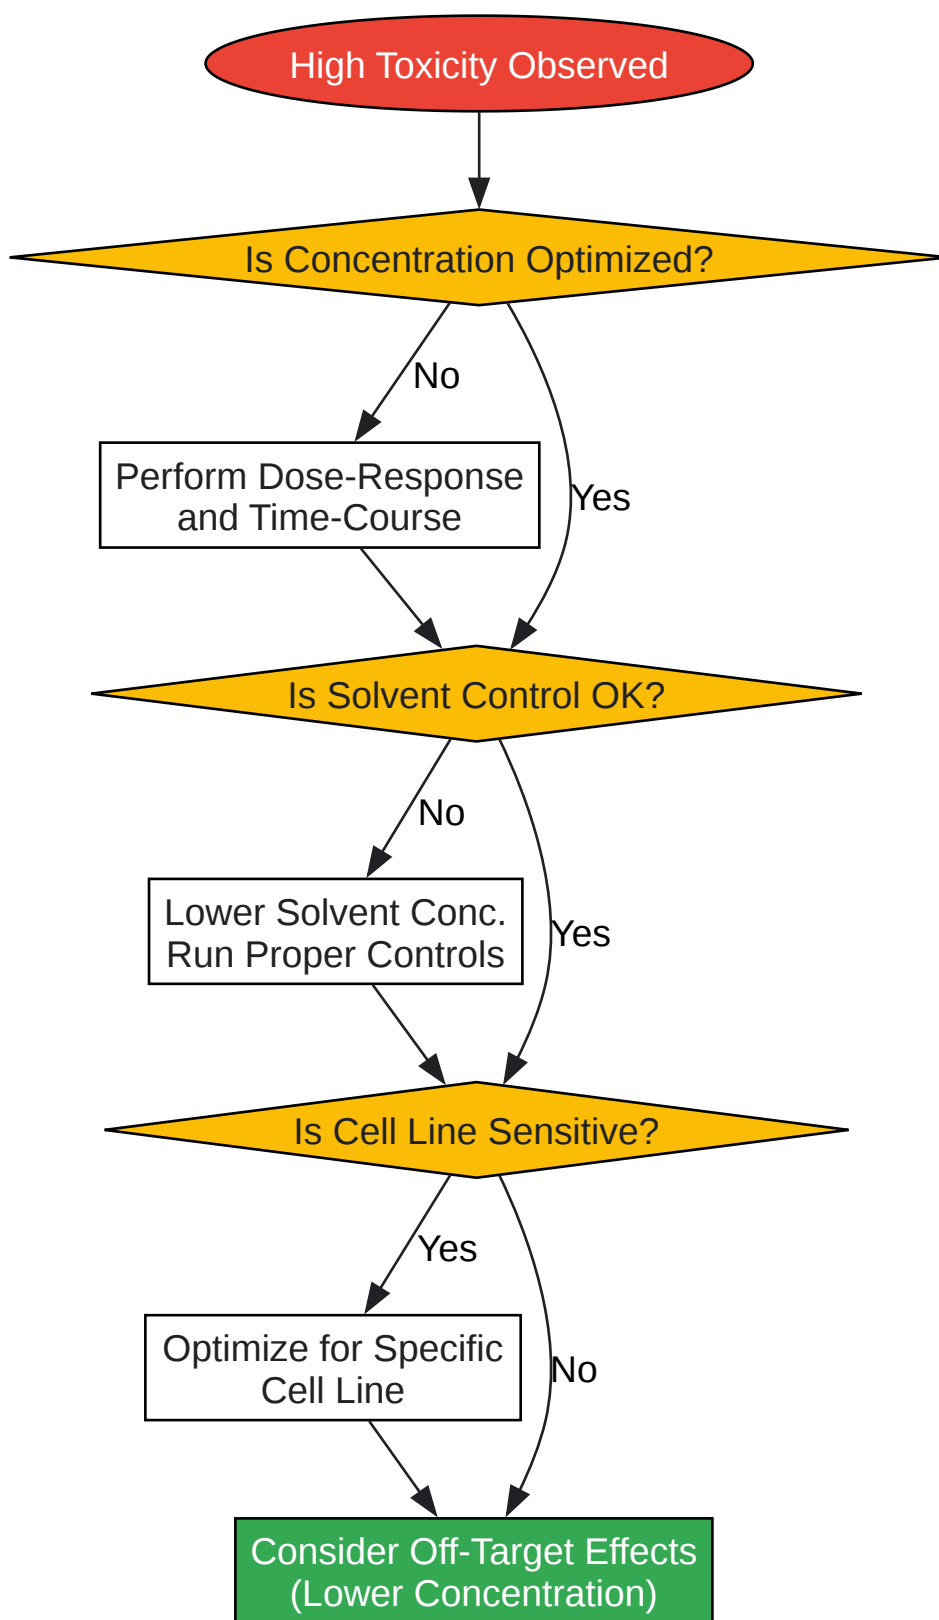 High Toxicity Observed
Is Concentration Optimized?
No
Perform Dose-Response
and Time-Course
Yes
Is Solvent Control OK?
No
Lower Solvent Conc.
Run Proper Controls
Yes
Is Cell Line Sensitive?
Yes
Optimize for Specific
Cell Line
No
Consider Off-Target Effects
(Lower Concentration)